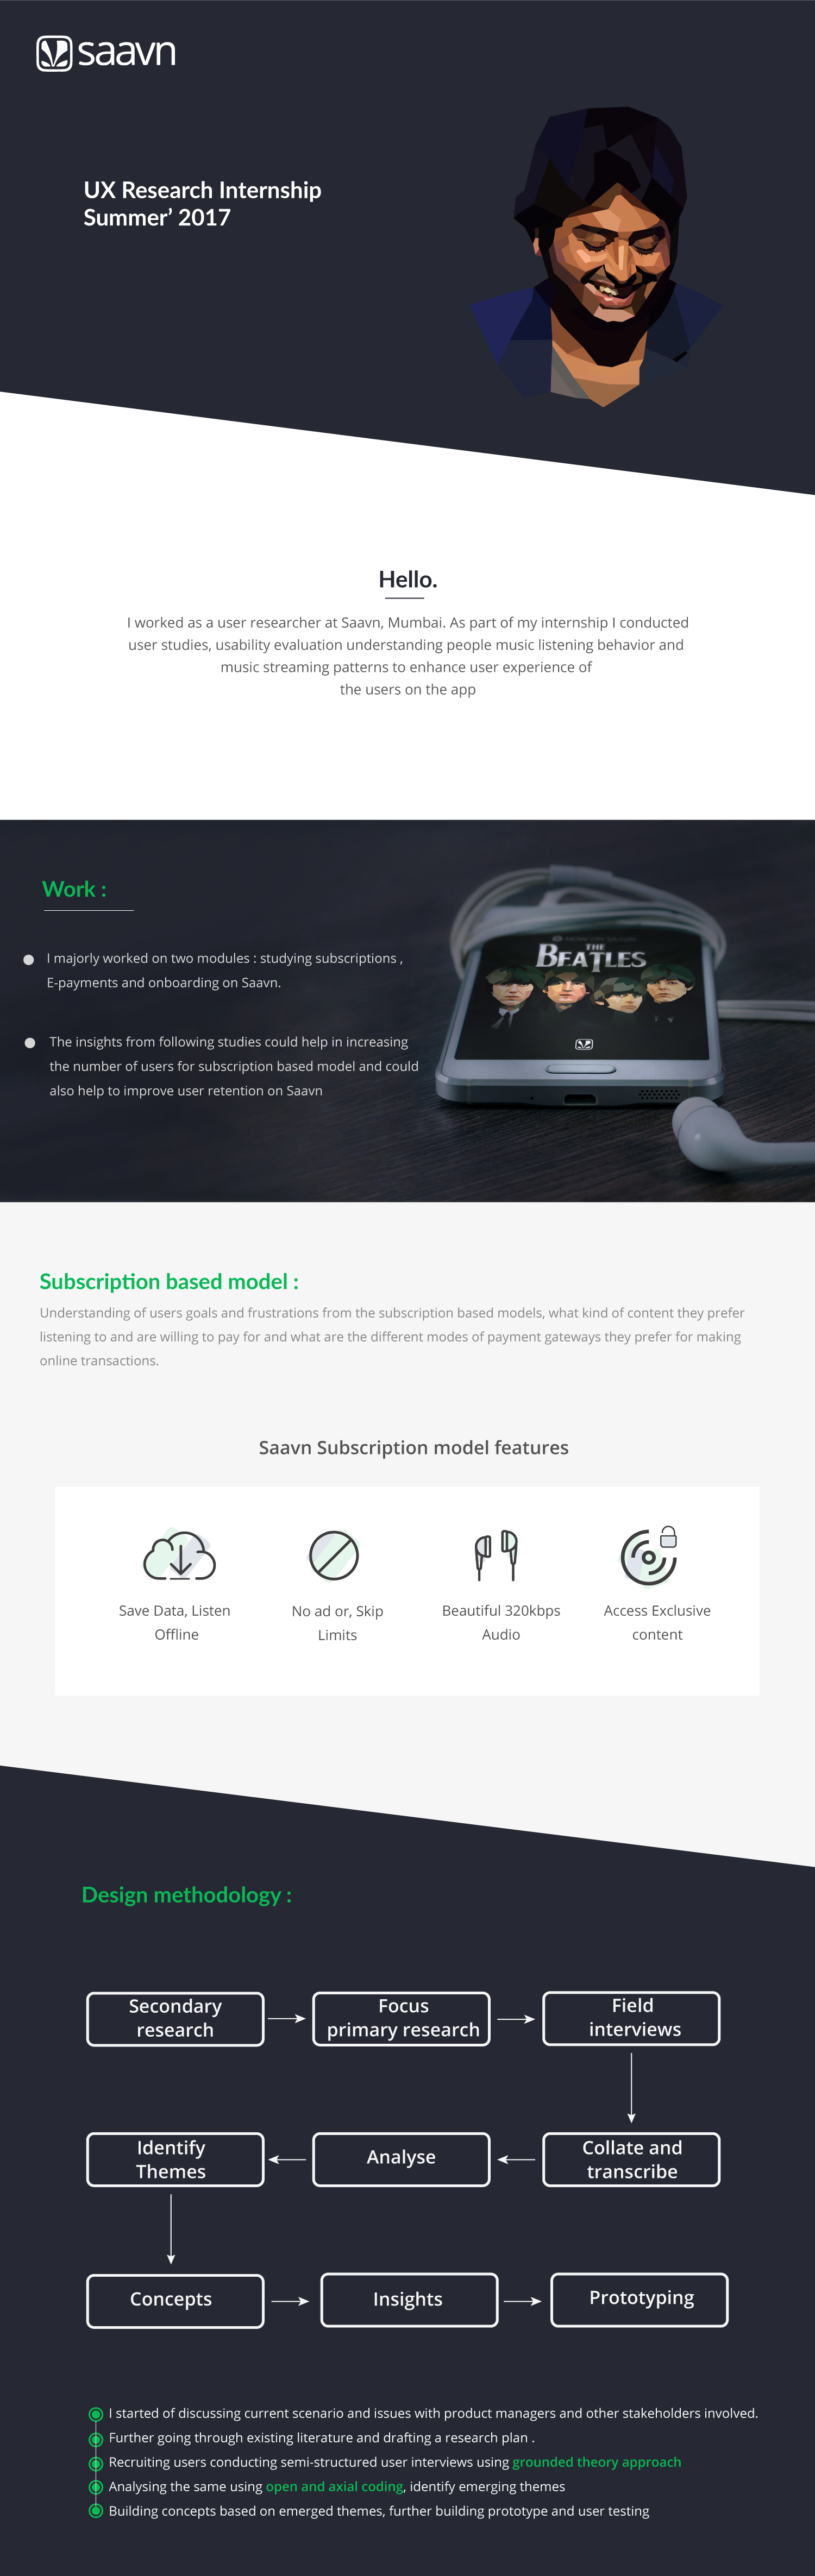 saavn
UX Research Internship
Summer’ 2017
Hello.
I worked as a user researcher at Saavn, Mumbai. As part of my internship I conducted
user studies, usability evaluation understanding people music listening behavior and
music streaming patterns to enhance user experience of
the users on the app
Work :
I majorly worked on two modules : studying subscriptions ,
E-payments and onboarding on Saavn.
The insights from following studies could help in increasing
the number of users for subscription based model and could
also help to improve user retention on Saavn
THE
BEATLES
Subscription based model :
Understanding of users goals and frustrations from the subscription based models, what kind of content they prefer
listening to and are willing to pay for and what are the different modes of payment gateways they prefer for making
online transactions.
Saavn Subscription model features
Save Data, Listen
Offline
No ad or, Skip
Limits
Beautiful 320kbps
Audio
Access Exclusive
content
Design methodology :
Secondary
research
Focus
primary research
Field
interviews
Collate and
transcribe
Analyse
Identify
Themes
Concepts
Insights
Prototyping
I started of discussing current scenario and issues with product managers and other stakeholders involved.
Further going through existing literature and drafting a research plan .
Recruiting users conducting semi-structured user interviews using grounded theory approach
Analysing the same using open and axial coding, identify emerging themes
Building concepts based on emerged themes, further building prototype and user testing